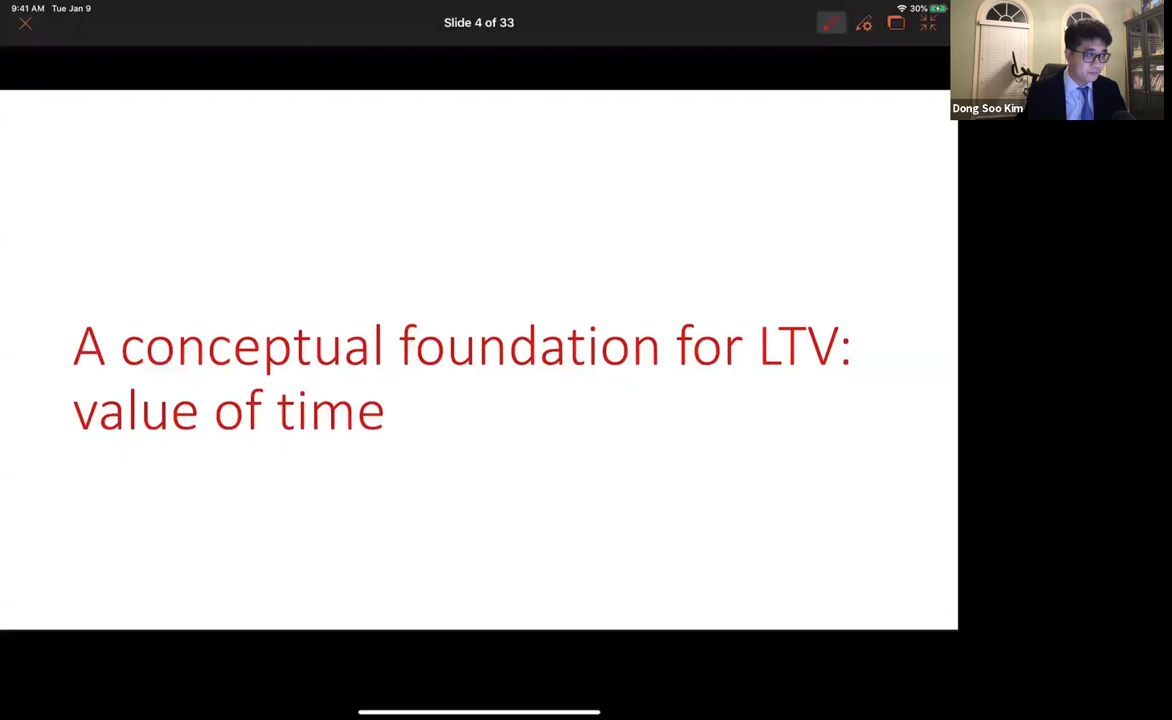 9:41 AM Tue Jan 9
30%
Slide 4 of 33
Dong Soo Kim
A conceptual foundation for LTV:
value of time